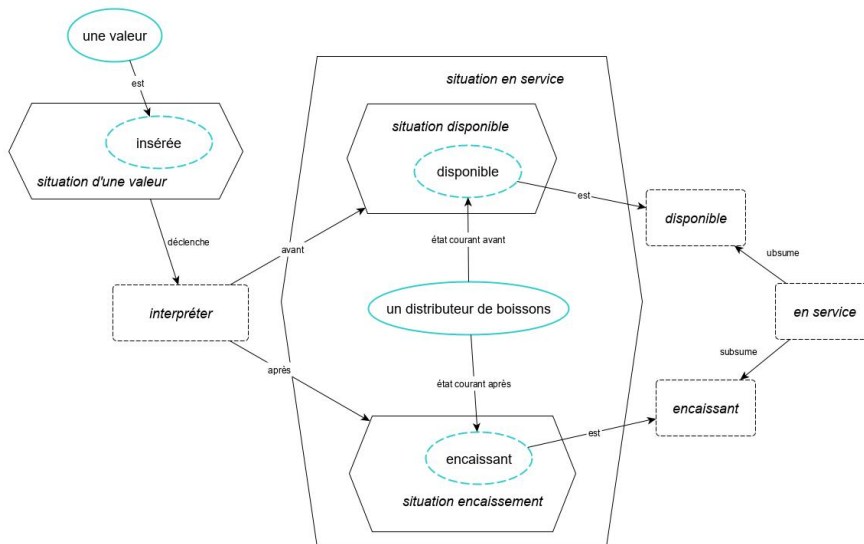 une valeur
est
insérée
situation d'une valeur
déclenche
interpréter
avant
après
situation en service
situation disponible
disponible
état courant avant
un distributeur de boissons
état courant après
encaissant
situation encaissement
est
disponible
ubsume
en service
subsume
encaissant
est